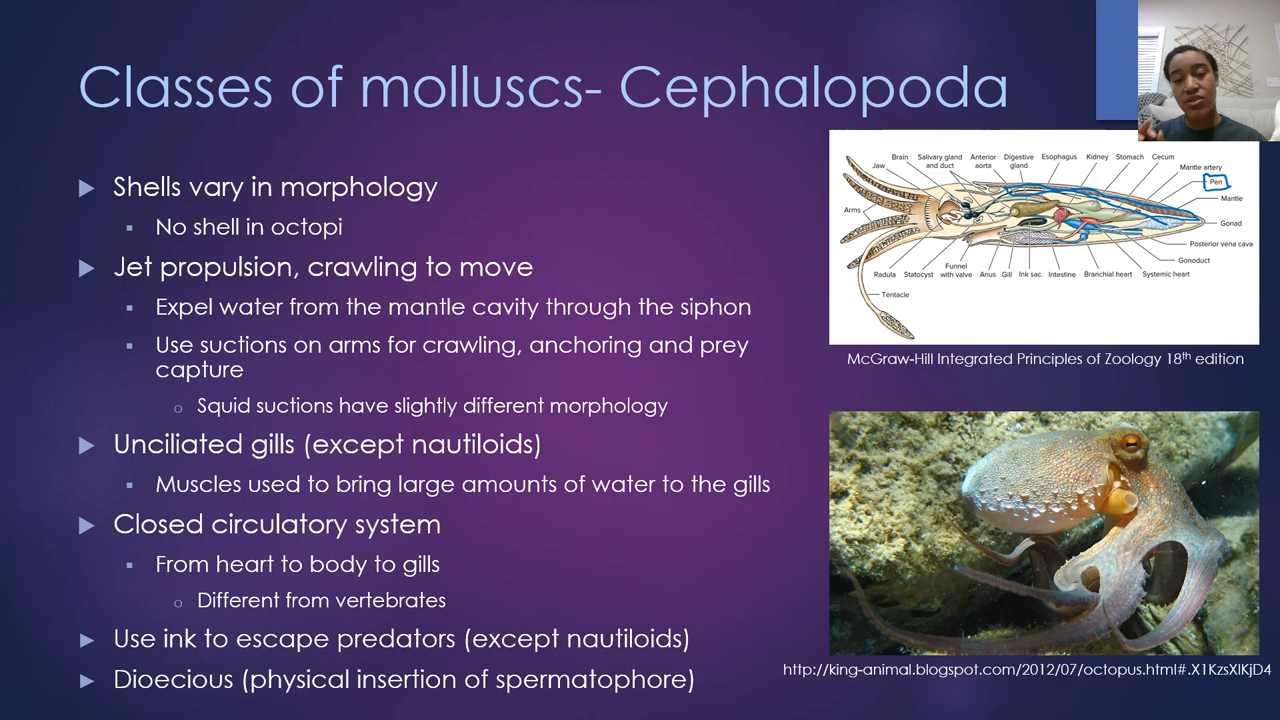 Classes of molluscs- Cephalopoda
Shells vary in morphology
No shell in octopi
Jet propulsion, crawling to move
Expel water from the mantle cavity through the siphon
Use suctions on arms for crawling, anchoring and prey
capture
Squid suctions have slightly different morphology
Unciliated gills (except nautiloids)
Muscles used to bring large amounts of water to the gills
Closed circulatory system
From heart to body to gills
Different from vertebrates
Use ink to escape predators (except nautiloids)
Dioecious (physical insertion of spermatophore)
Jaw
Brain
Salivary gland
and duct
Anterior
aorta
Digestive
gland
Esophagus
Kidney
Stomach
Cecum
Mantle artery
Pen
Mantle
Gonad
Posterior vena cava
Gonoduct
Arms
Radula
Statocyst
Funnel
with valve
Anus
Gill
Ink sac
Intestine
Branchial heart
Systemic heart
Tentacle
McGraw-Hill Integrated Principles of Zoology 18th edition
http://king-animal.blogspot.com/2012/07/octopus.html#.X1KzsXlKjD4